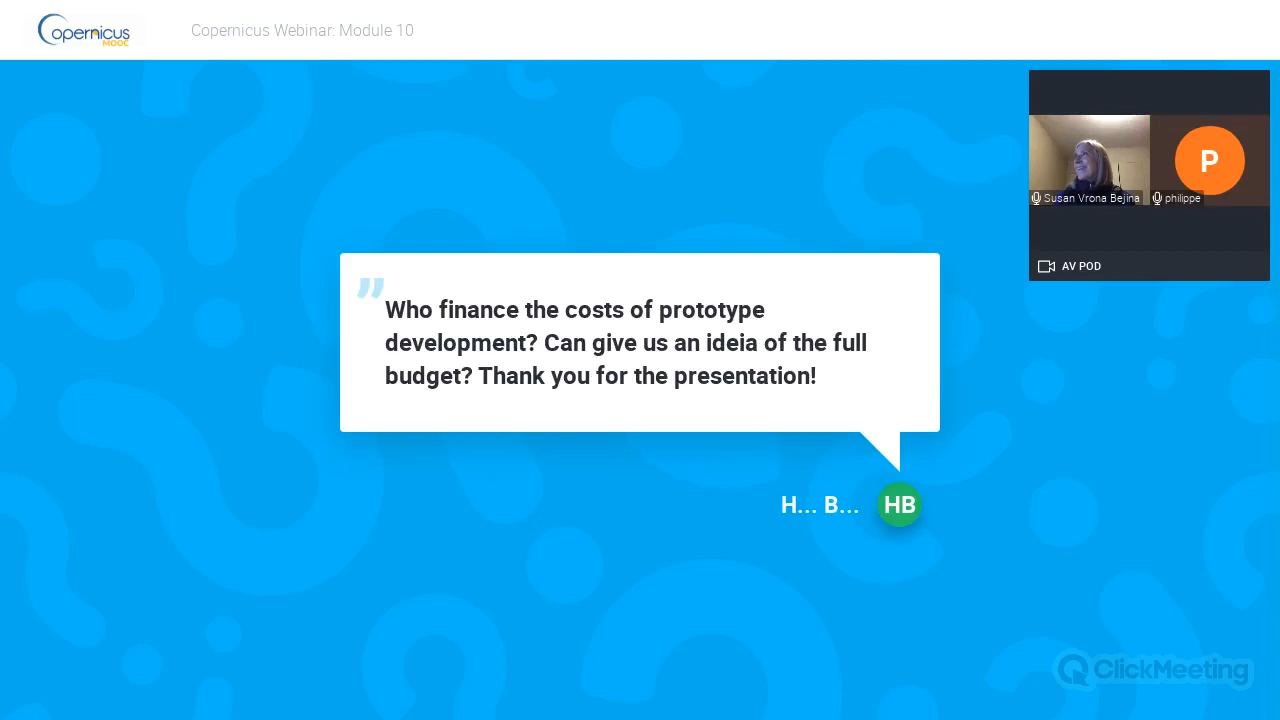 Copernicus
MOOC
Copernicus Webinar: Module 10
P
Susan Vrona Bejina
philippe
AV POD
Who finance the costs of prototype
development? Can give us an ideia of the full
budget? Thank you for the presentation!
H... B...
HB
ClickMeeting